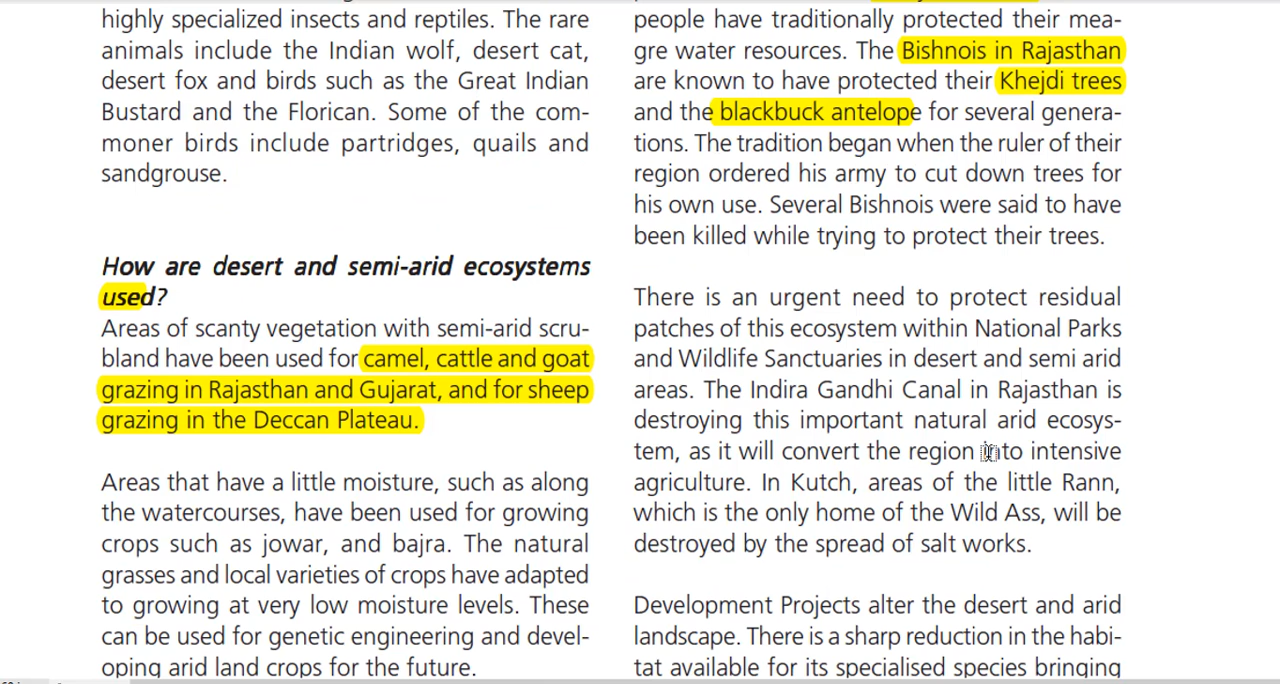 highly specialized insects and reptiles. The rare
animals include the Indian wolf, desert cat,
desert fox and birds such as the Great Indian
Bustard and the Florican. Some of the com-
moner birds include partridges, quails and
sandgrouse.
How are desert and semi-arid ecosystems
used?
Areas of scanty vegetation with semi-arid scru-
bland have been used for camel, cattle and goat
grazing in Rajasthan and Gujarat, and for sheep
grazing in the Deccan Plateau.
Areas that have a little moisture, such as along
the watercourses, have been used for growing
crops such as jowar, and bajra. The natural
grasses and local varieties of crops have adapted
to growing at very low moisture levels. These
can be used for genetic engineering and devel-
oping arid land crops for the future.
people have traditionally protected their mea-
gre water resources. The Bishnois in Rajasthan
are known to have protected their Khejdi trees
and the blackbuck antelope for several genera-
tions. The tradition began when the ruler of their
region ordered his army to cut down trees for
his own use. Several Bishnois were said to have
been killed while trying to protect their trees.
There is an urgent need to protect residual
patches of this ecosystem within National Parks
and Wildlife Sanctuaries in desert and semi arid
areas. The Indira Gandhi Canal in Rajasthan is
destroying this important natural arid ecosys-
tem, as it will convert the region into intensive
agriculture. In Kutch, areas of the little Rann,
which is the only home of the Wild Ass, will be
destroyed by the spread of salt works.
Development Projects alter the desert and arid
landscape. There is a sharp reduction in the habi-
tat available for its specialised species bringing